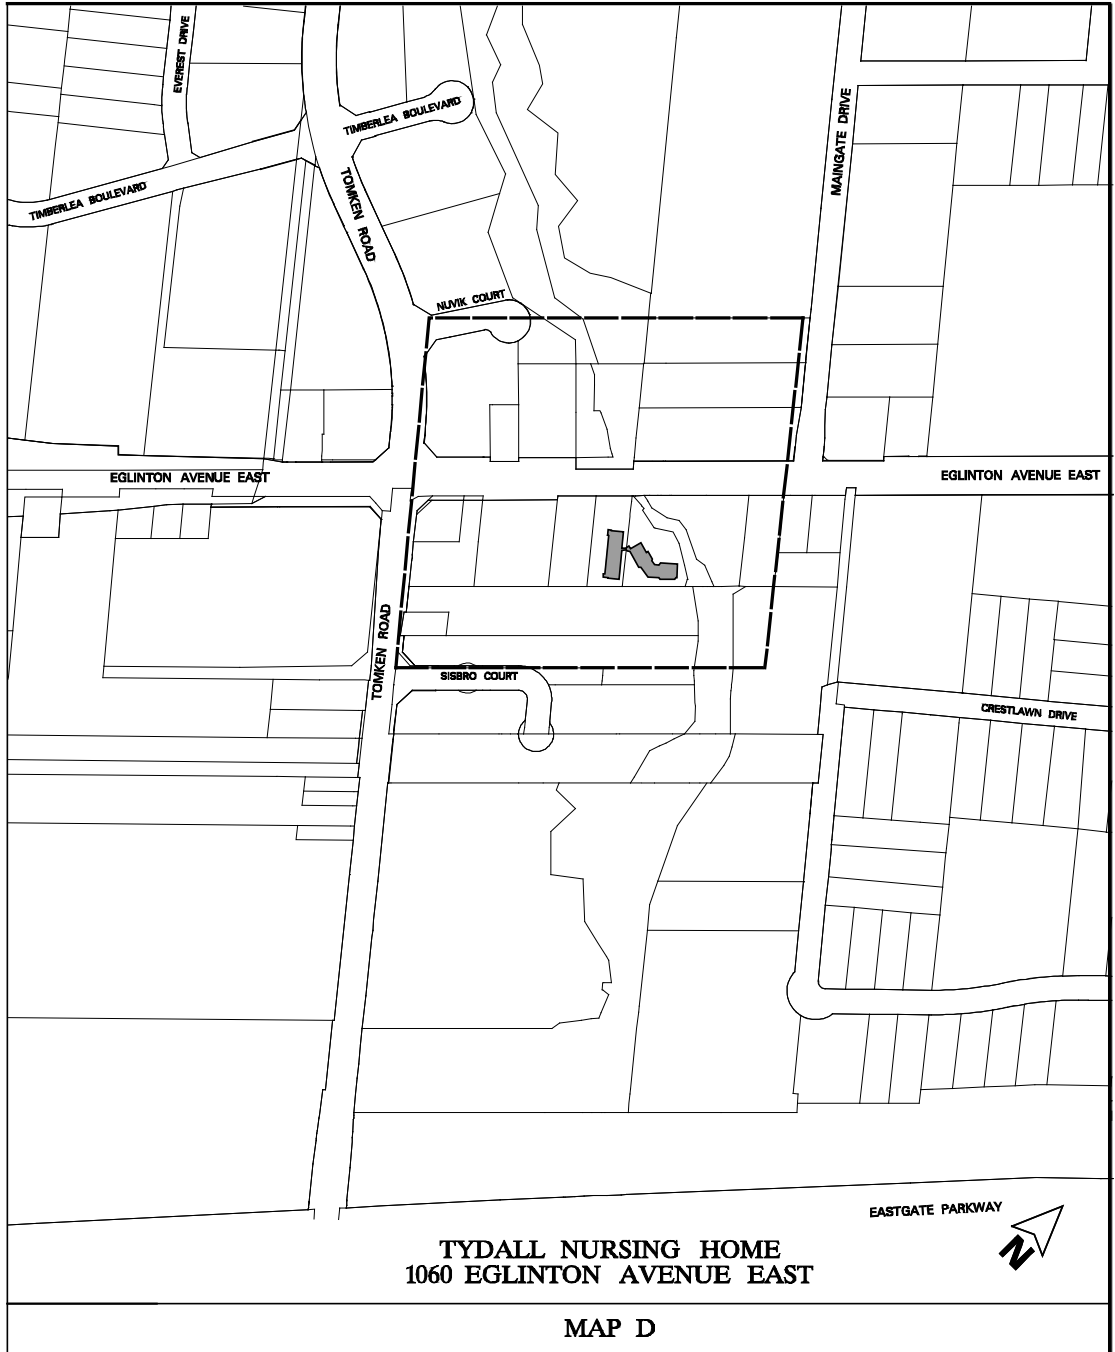 EVEREST DRIVE
TIMBERLEA BOULEVARD
MAINGATE DRIVE
TIMBERLEA BOULEVARD
TOMKEN ROAD
NUVIK COURT
EGLINTON AVENUE EAST
EGLINTON AVENUE EAST
TOMKEN ROAD
SISBRO COURT
CRESTLAWN DRIVE
EASTGATE PARKWAY
N
TYDALL NURSING HOME
1060 EGLINTON AVENUE EAST
MAP D